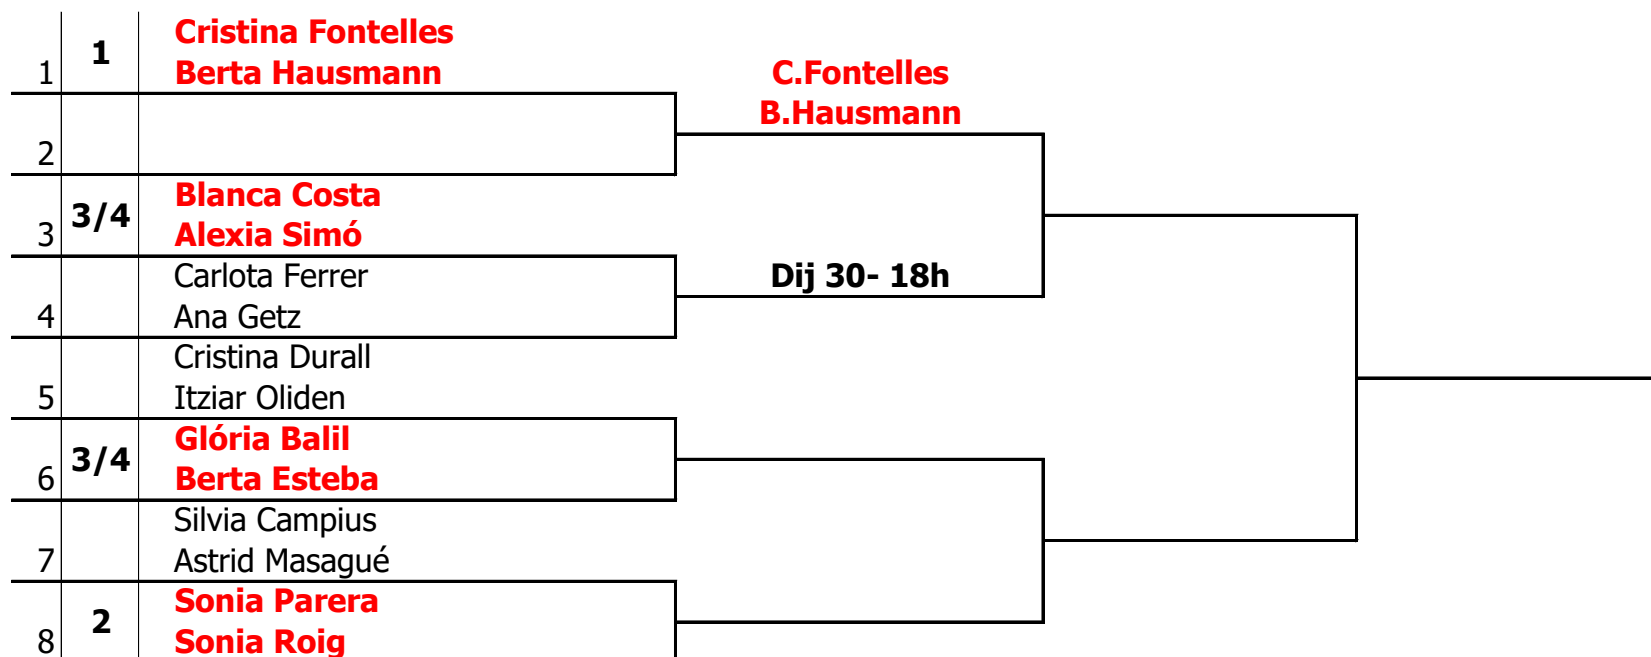 Cristina Fontelles
1 1
Berta Hausmann
C.Fontelles
B.Hausmann
2
Blanca Costa
3 3/4
Alexia Simó
Carlota Ferrer
Dij 30- 18h
4 Ana Getz
Cristina Durall
5 Itziar Oliden
Glória Balil
6 3/4
Berta Esteba
Silvia Campius
7 Astrid Masagué
Sonia Parera
8 2
Sonia Roig